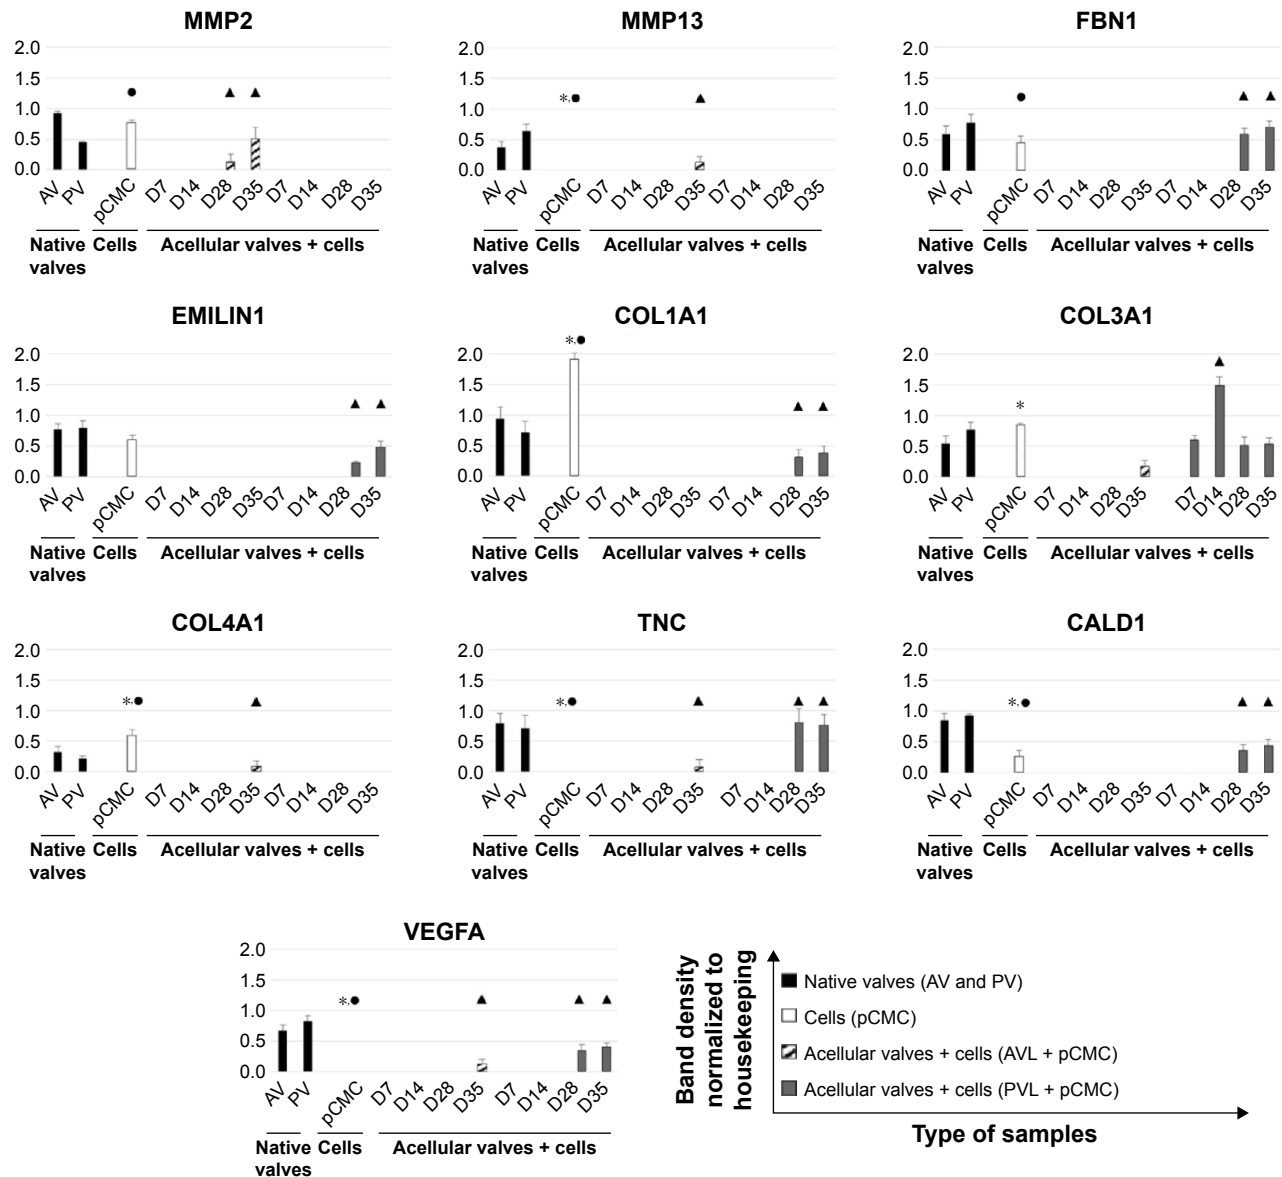 MMP2
2.0
1.5
1.0
0.5
0.0
AV PV pCMC D7 D14 D28 D35 D7 D14 D28 D35
Native valves
Cells
Acellular valves + cells
MMP13
2.0
1.5
1.0
0.5
0.0
*,●
AV PV pCMC D7 D14 D28 D35 D7 D14 D28 D35
Native valves
Cells
Acellular valves + cells
FBN1
2.0
1.5
1.0
0.5
0.0
AV PV pCMC D7 D14 D28 D35 D7 D14 D28 D35
Native valves
Cells
Acellular valves + cells
EMILIN1
2.0
1.5
1.0
0.5
0.0
AV PV pCMC D7 D14 D28 D35 D7 D14 D28 D35
Native valves
Cells
Acellular valves + cells
COL1A1
*,●
2.0
1.5
1.0
0.5
0.0
AV PV pCMC D7 D14 D28 D35 D7 D14 D28 D35
Native valves
Cells
Acellular valves + cells
COL3A1
2.0
1.5
1.0
0.5
0.0
*
AV PV pCMC D7 D14 D28 D35 D7 D14 D28 D35
Native valves
Cells
Acellular valves + cells
COL4A1
2.0
1.5
1.0
0.5
0.0
*,●
AV PV pCMC D7 D14 D28 D35 D7 D14 D28 D35
Native valves
Cells
Acellular valves + cells
TNC
2.0
1.5
1.0
0.5
0.0
*,●
AV PV pCMC D7 D14 D28 D35 D7 D14 D28 D35
Native valves
Cells
Acellular valves + cells
CALD1
2.0
1.5
1.0
0.5
0.0
*,●
AV PV pCMC D7 D14 D28 D35 D7 D14 D28 D35
Native valves
Cells
Acellular valves + cells
VEGFA
2.0
1.5
1.0
0.5
0.0
*,●
AV PV pCMC D7 D14 D28 D35 D7 D14 D28 D35
Native valves
Cells
Acellular valves + cells
Band density
normalized to
housekeeping
Native valves (AV and PV)
Cells (pCMC)
Acellular valves + cells (AVL + pCMC)
Acellular valves + cells (PVL + pCMC)
Type of samples